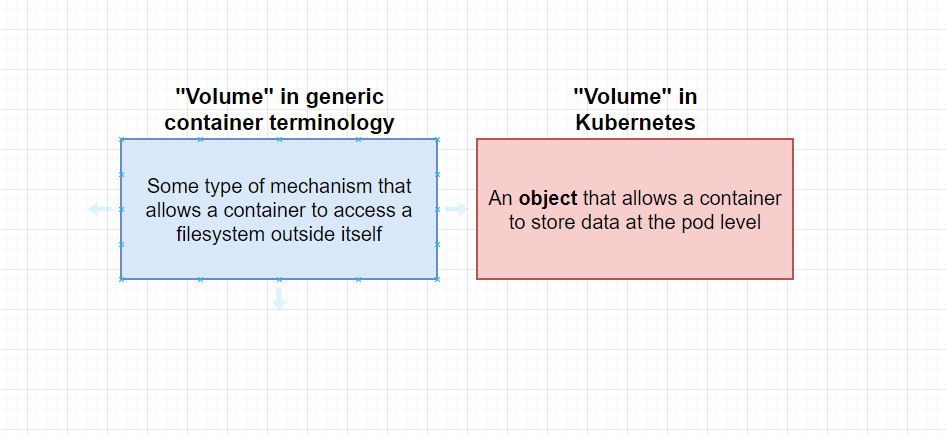 "Volume" in generic
container terminology
Some type of mechanism that
allows a container to access a
filesystem outside itself
"Volume" in
Kubernetes
An object that allows a container
to store data at the pod level